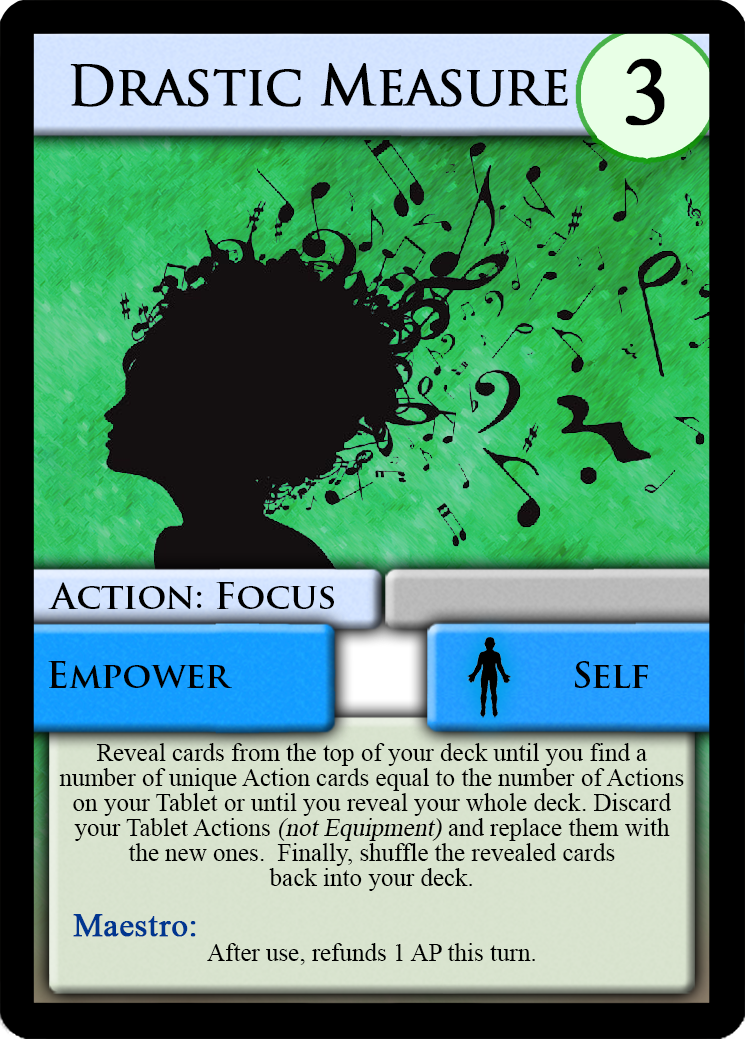 Drastic Measure
3
Action: Focus
Empower
Self
Reveal cards from the top of your deck until you find a
number of unique Action cards equal to the number of Actions
on your Tablet or until you reveal your whole deck. Discard
your Tablet Actions (not Equipment) and replace them with
the new ones.  Finally, shuffle the revealed cards
back into your deck.
Maestro:
After use, refunds 1 AP this turn.